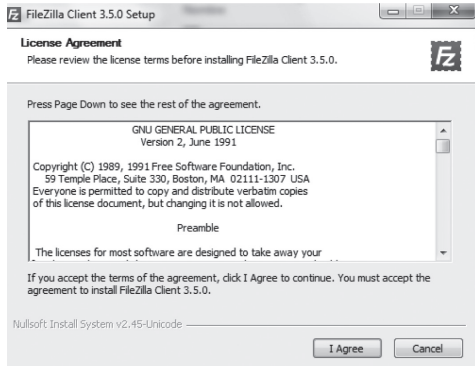 FileZilla Client 3.5.0 Setup
License Agreement
Please review the license terms before installing FileZilla Client 3.5.0.
Fz
Press Page Down to see the rest of the agreement.
GNU GENERAL PUBLIC LICENSE
Version 2, June 1991
Copyright (C) 1989, 1991 Free Software Foundation, Inc.
59 Temple Place, Suite 330, Boston, MA  02111-1307  USA
Everyone is permitted to copy and distribute verbatim copies
of this license document, but changing it is not allowed.
Preamble
The licenses for most software are designed to take away your
If you accept the terms of the agreement, click I Agree to continue. You must accept the
agreement to install FileZilla Client 3.5.0.
Nullsoft Install System v2.45-Unicode
I Agree
Cancel